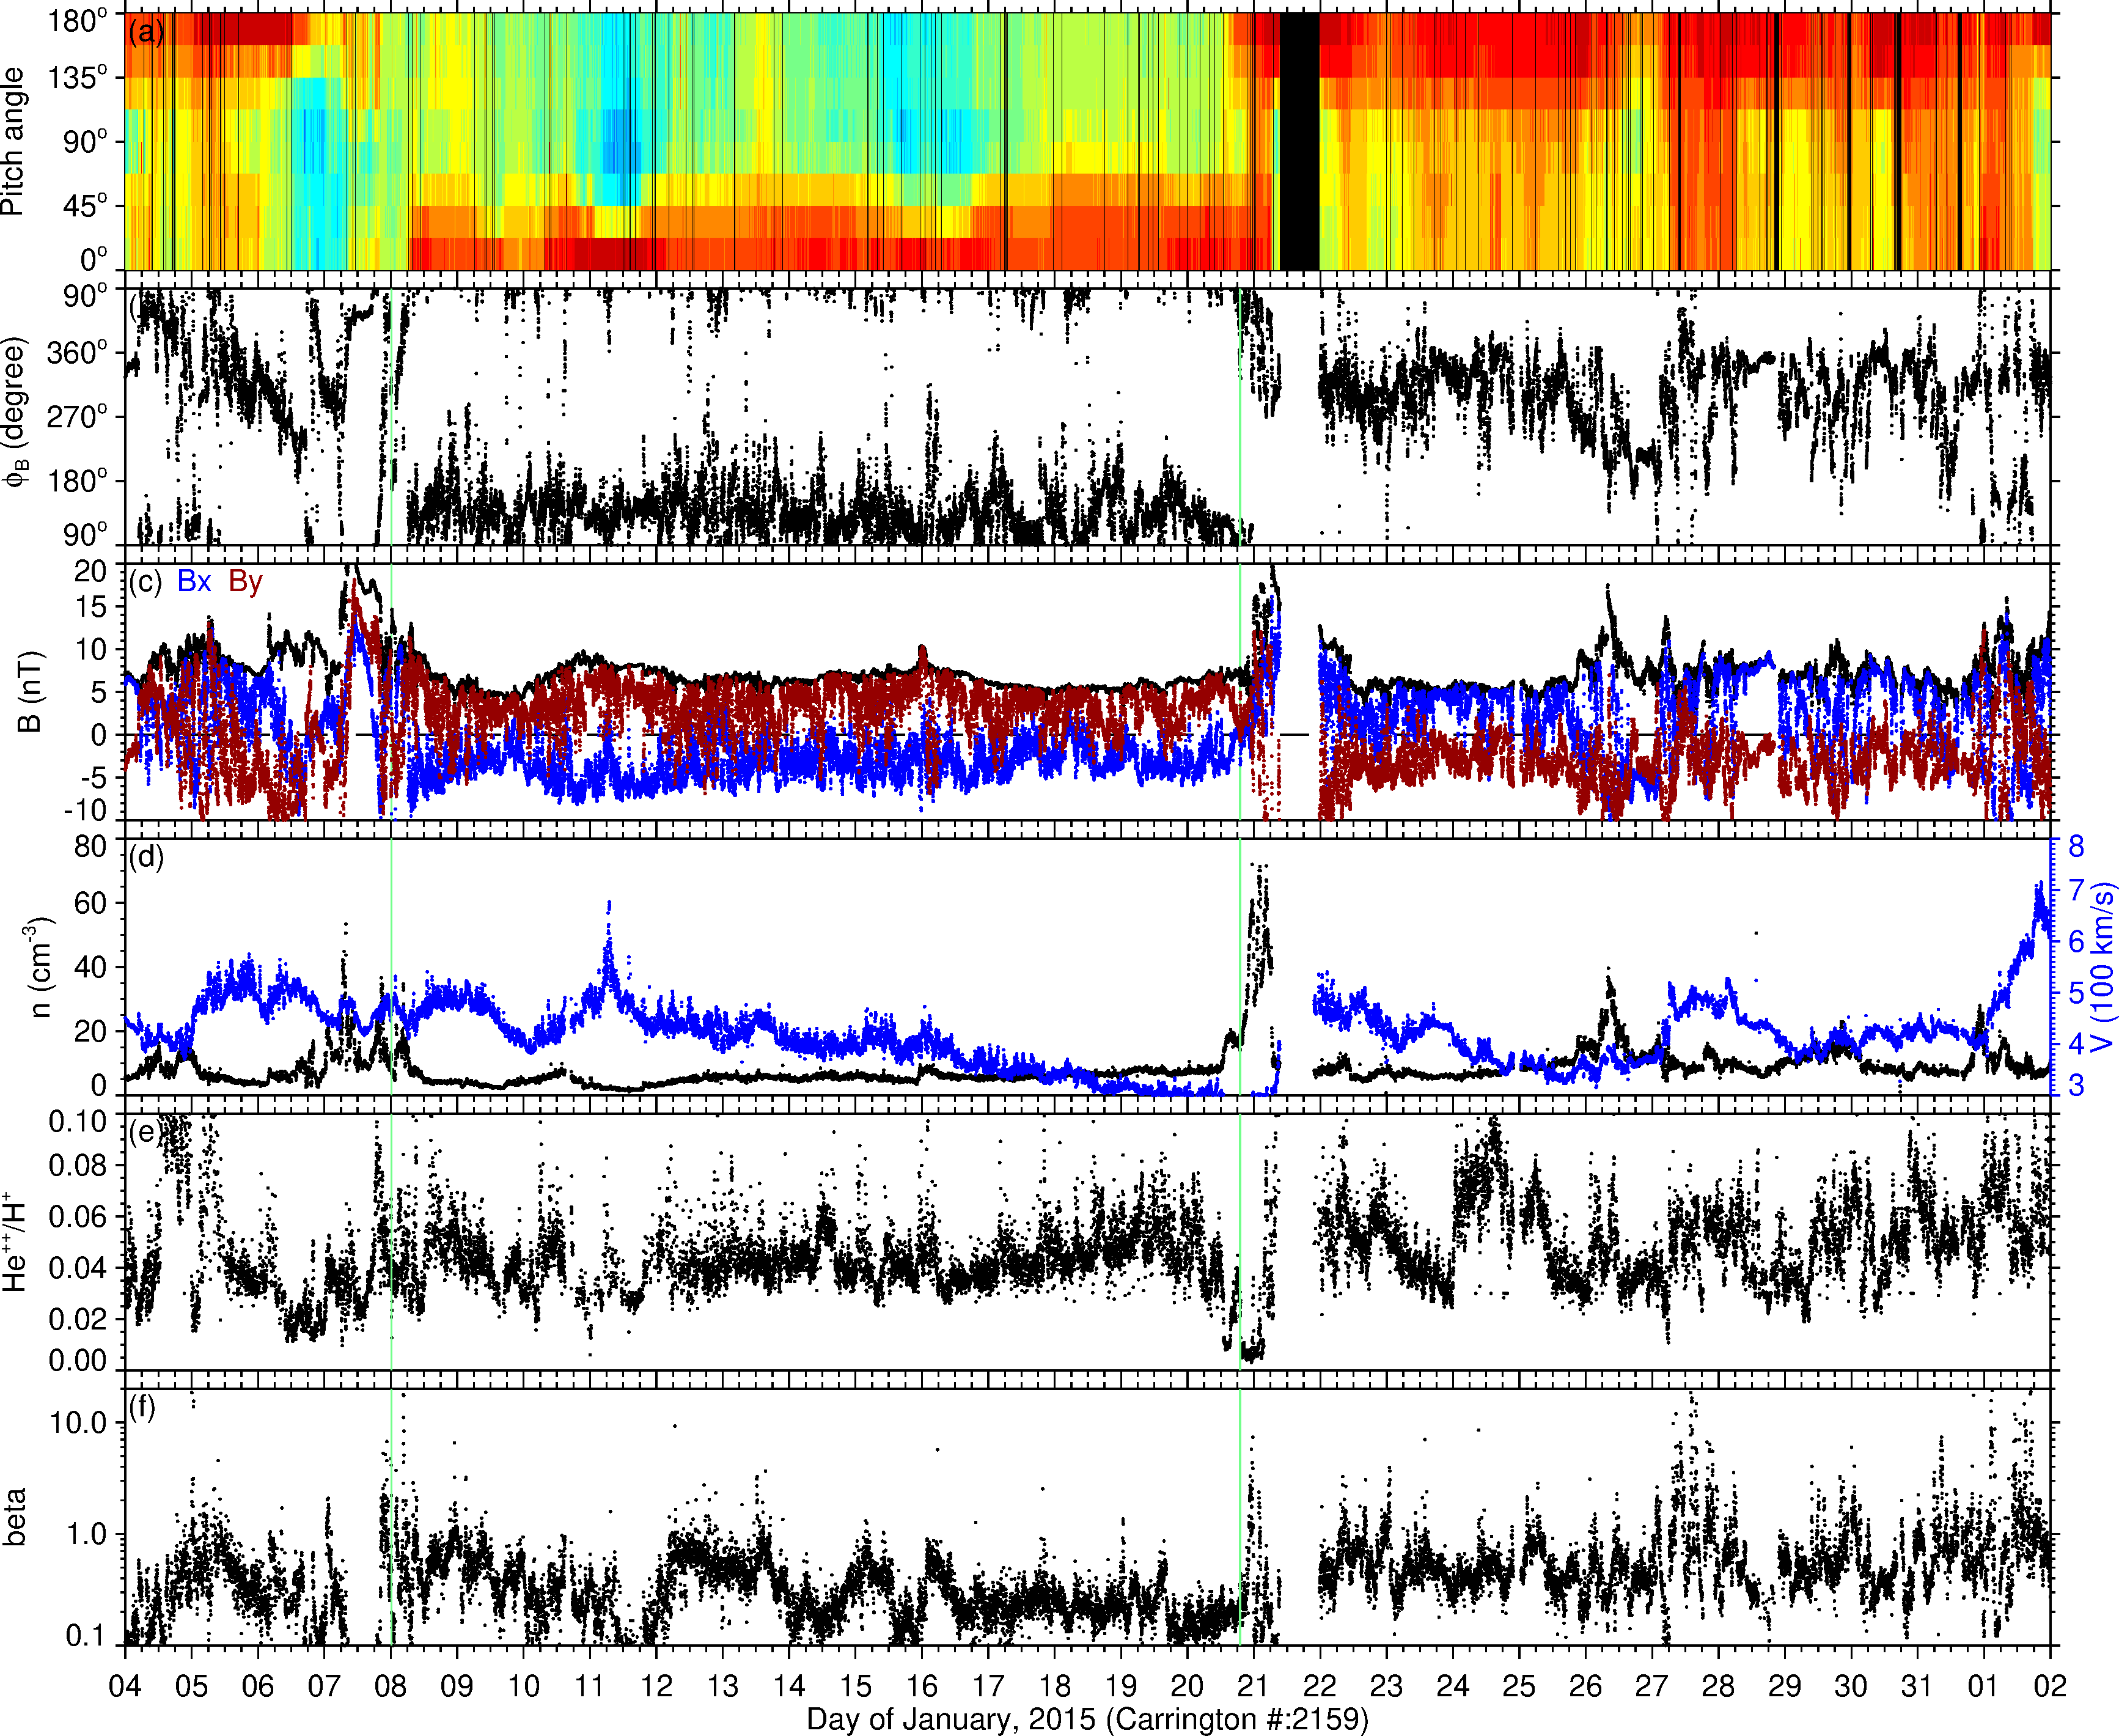 (a)
180°
135°
90°
45°
0°
Pitch angle
(
90°
360°
270°
180°
90°
ϕB (degree)
(c) Bx By
20
15
10
5
0
-5
-10
B (nT)
(d)
80
60
40
20
0
n (cm-3)
8
7
6
5
4
3
V (100 km/s)
(e)
0.10
0.08
0.06
0.04
0.02
0.00
He++/H+
(f)
10.0
1.0
0.1
beta
04 05 06 07 08 09 10 11 12 13 14 15 16 17 18 19 20 21 22 23 24 25 26 27 28 29 30 31 01 02
Day of January, 2015 (Carrington #:2159)